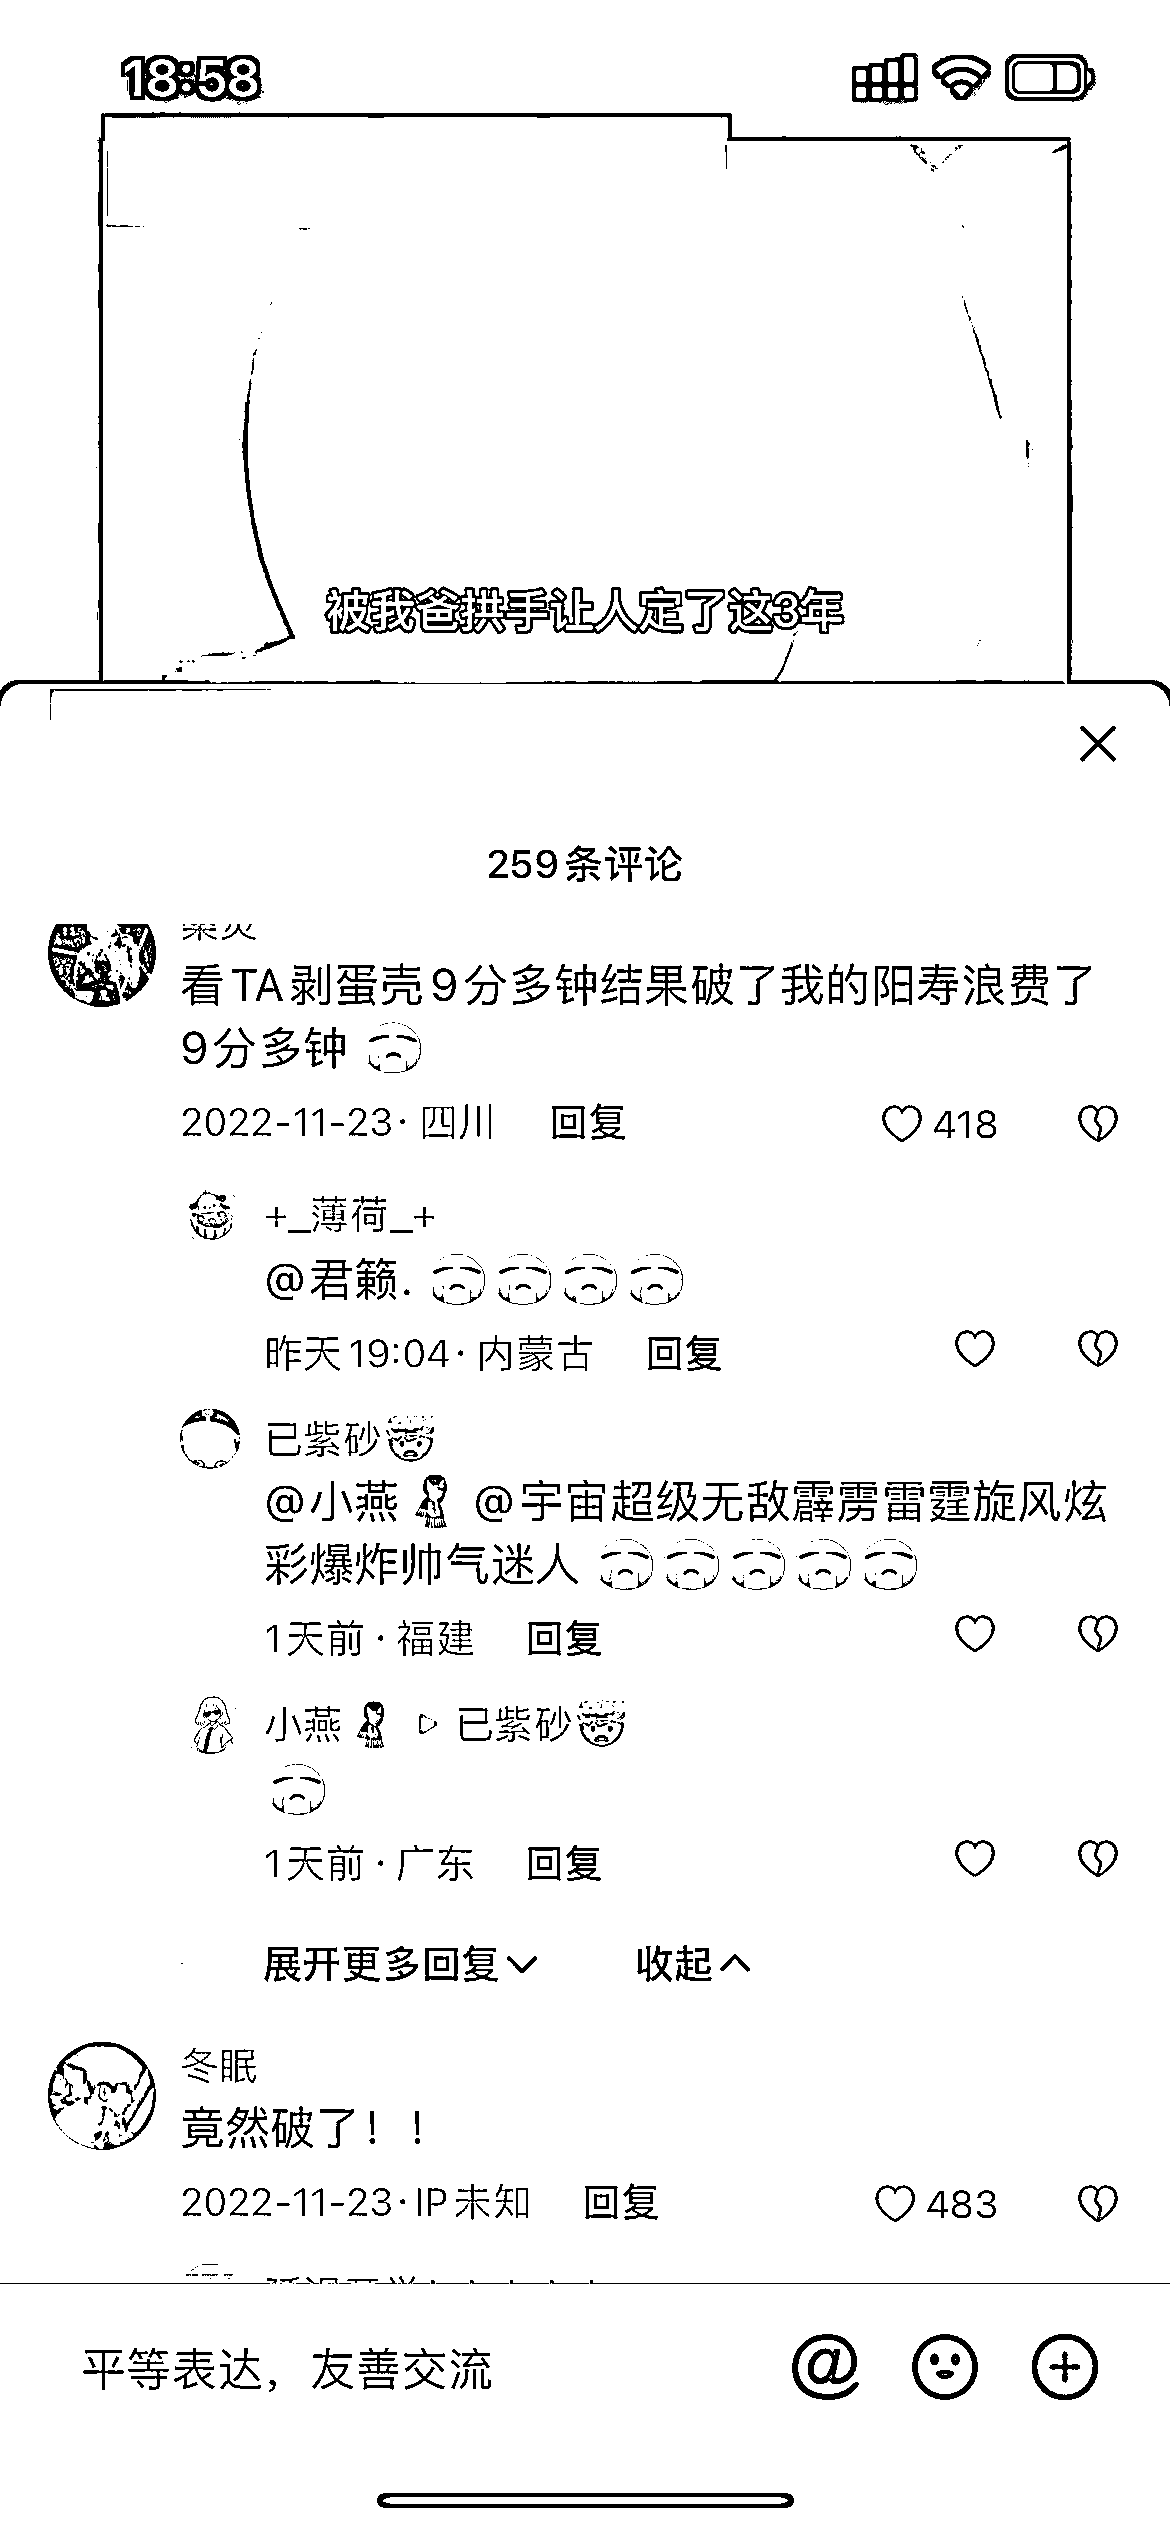 18:58
被我爸拱手让人定了这3年
259条评论
看TA剥蛋壳9分多钟结果破了我的阳寿浪费了
9分多钟
2022-11-23· 四川 回复 418
+_薄荷_+
@君籁.
昨天19:04· 内蒙古 回复
已紫砂
@小燕 @宇宙超级无敌霹雳雷霆旋风炫
彩爆炸帅气迷人
1天前 · 福建 回复
小燕 已紫砂
1天前 · 广东 回复
展开更多回复 收起
冬眠
竟然破了！！
2022-11-23· IP未知 回复 483
平等表达，友善交流